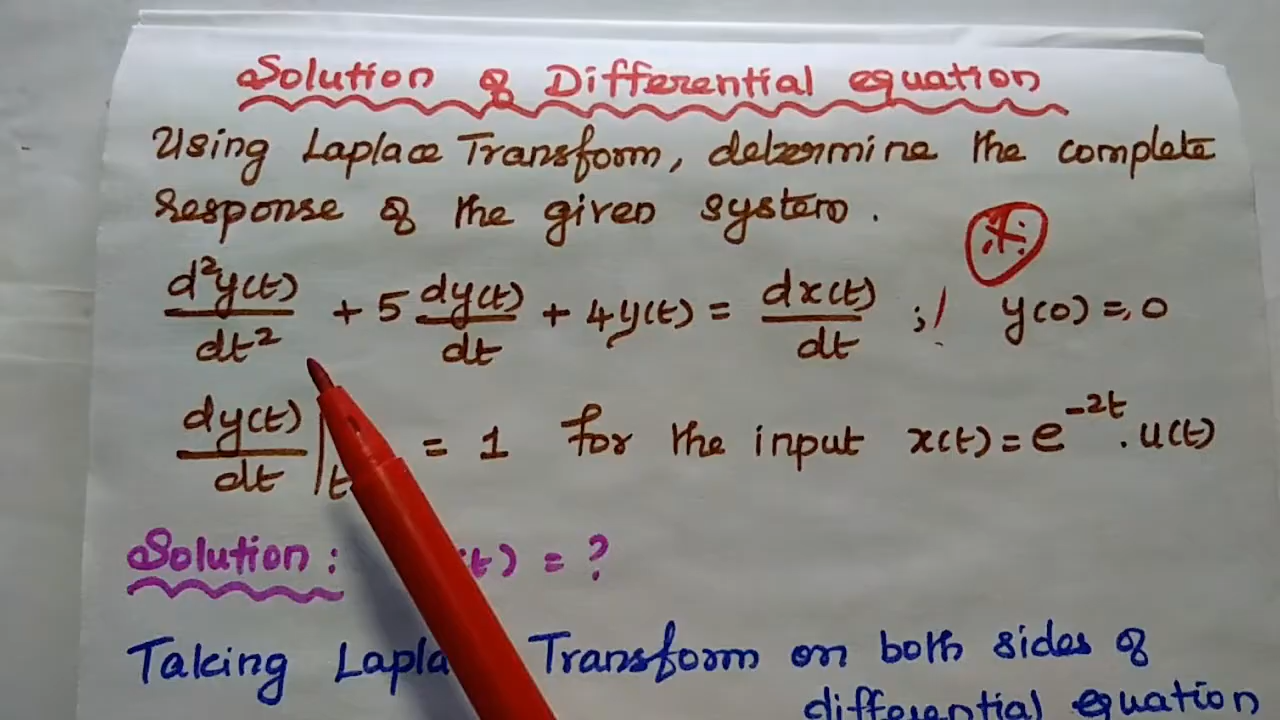 Solution of Differential equation
Using Laplace Transform, determine the complete
response of the given system.
d²y(t)/dt² + 5 dy(t)/dt + 4y(t) = dx(t)/dt ; y(0) = 0
dy(t)/dt |t = 1 for the input x(t) = e^-2t . u(t)
Solution: (t) = ?
Taking Transform on both sides of
differential equation